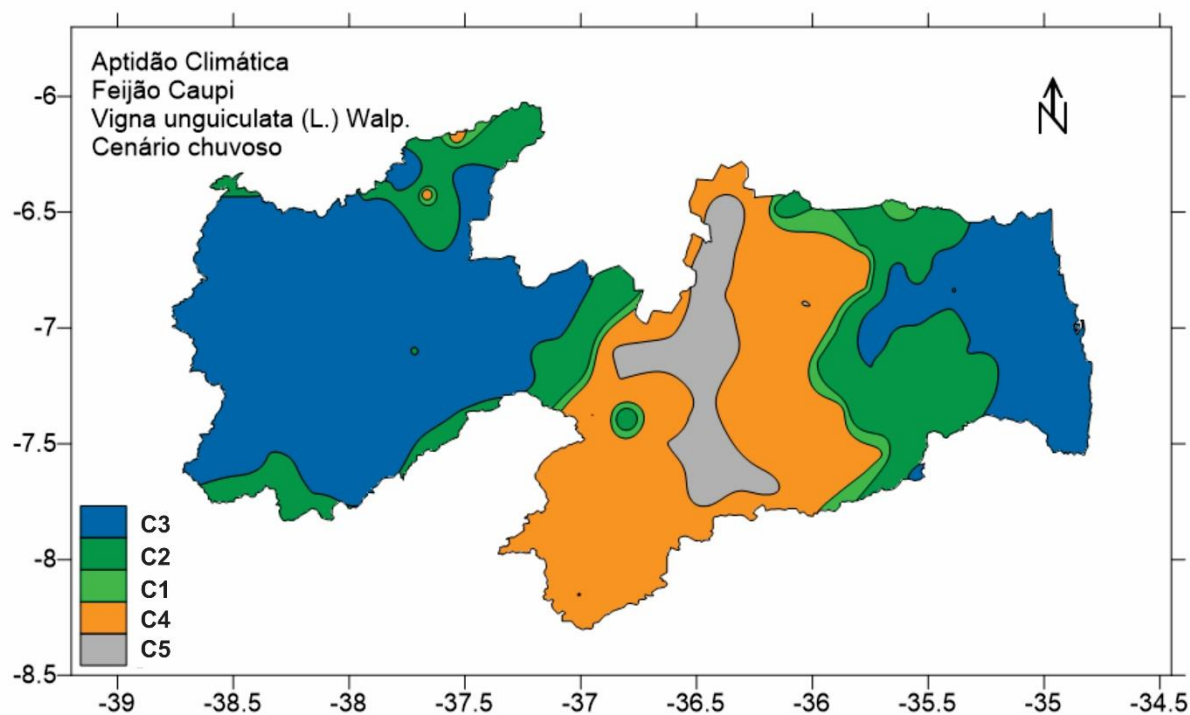 Aptidão Climática
Feijão Caupi
Vigna unguiculata (L.) Walp.
Cenário chuvoso
N
-6
-6.5
-7
-7.5
-8
-8.5
C3
C2
C1
C4
C5
-39 -38.5 -38 -37.5 -37 -36.5 -36 -35.5 -35 -34.5